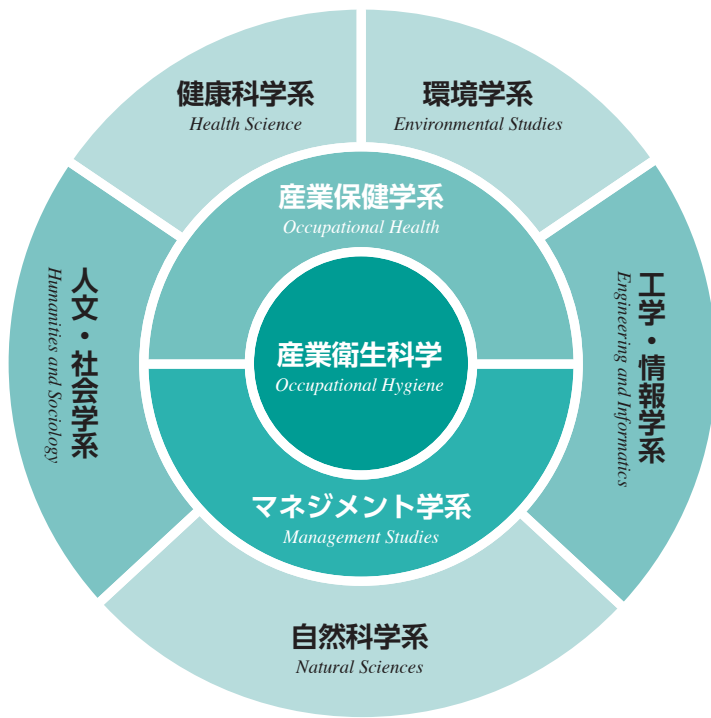 健康科学系
Health Science
環境学系
Environmental Studies
産業保健学系
Occupational Health
人文・社会学系
Humanities and Sociology
産業衛生科学
Occupational Hygiene
工学・情報学系
Engineering and Informatics
マネジメント学系
Management Studies
自然科学系
Natural Sciences